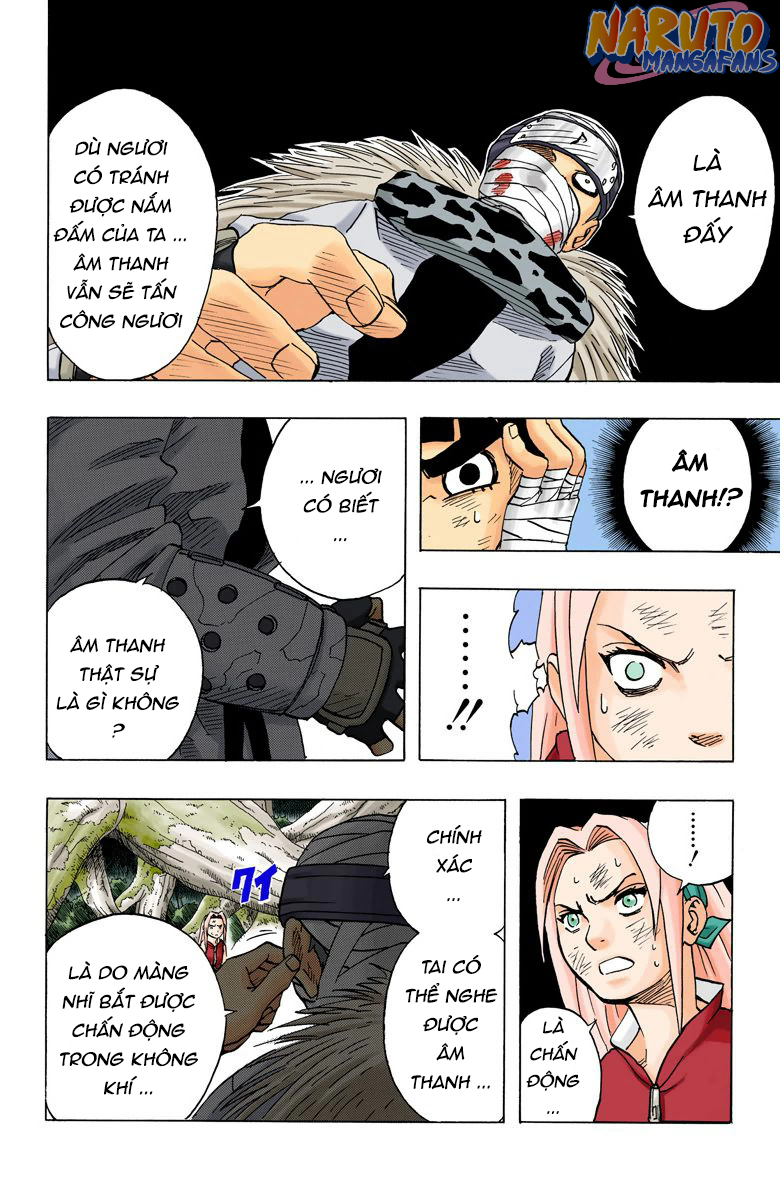 NARUTO
MANGAFANS
LÀ
ÂM THANH
ĐẤY
DÙ NGƯƠI
CÓ TRÁNH
ĐƯỢC NẮM
ĐẤM CỦA TA ...
ÂM THANH
VẪN SẼ TẤN
CÔNG NGƯƠI
ÂM
THANH!?
... NGƯƠI
CÓ BIẾT
...
ÂM THANH
THẬT SỰ
LÀ GÌ KHÔNG
?
......!!
......!
LÀ
CHẤN
ĐỘNG
...
CHÍNH
XÁC
...
TAI CÓ
THỂ NGHE
ĐƯỢC
ÂM
THANH ...
クイ
LÀ DO MÀNG
NHĨ BẮT ĐƯỢC
CHẤN ĐỘNG
TRONG KHÔNG
KHÍ ...